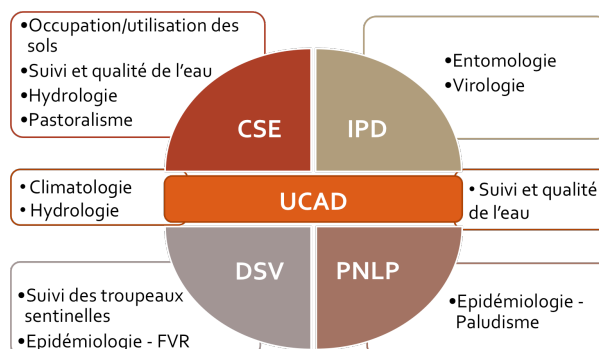 •Occupation/utilisation des
sols
•Suivi et qualité de l'eau
•Hydrologie
•Pastoralisme
•Entomologie
•Virologie
CSE
IPD
• Climatologie
• Hydrologie
UCAD
• Suivi et qualité
de l'eau
DSV
PNLP
•Suivi des troupeaux
sentinelles
•Epidémiologie - FVR
•Epidémiologie -
Paludisme